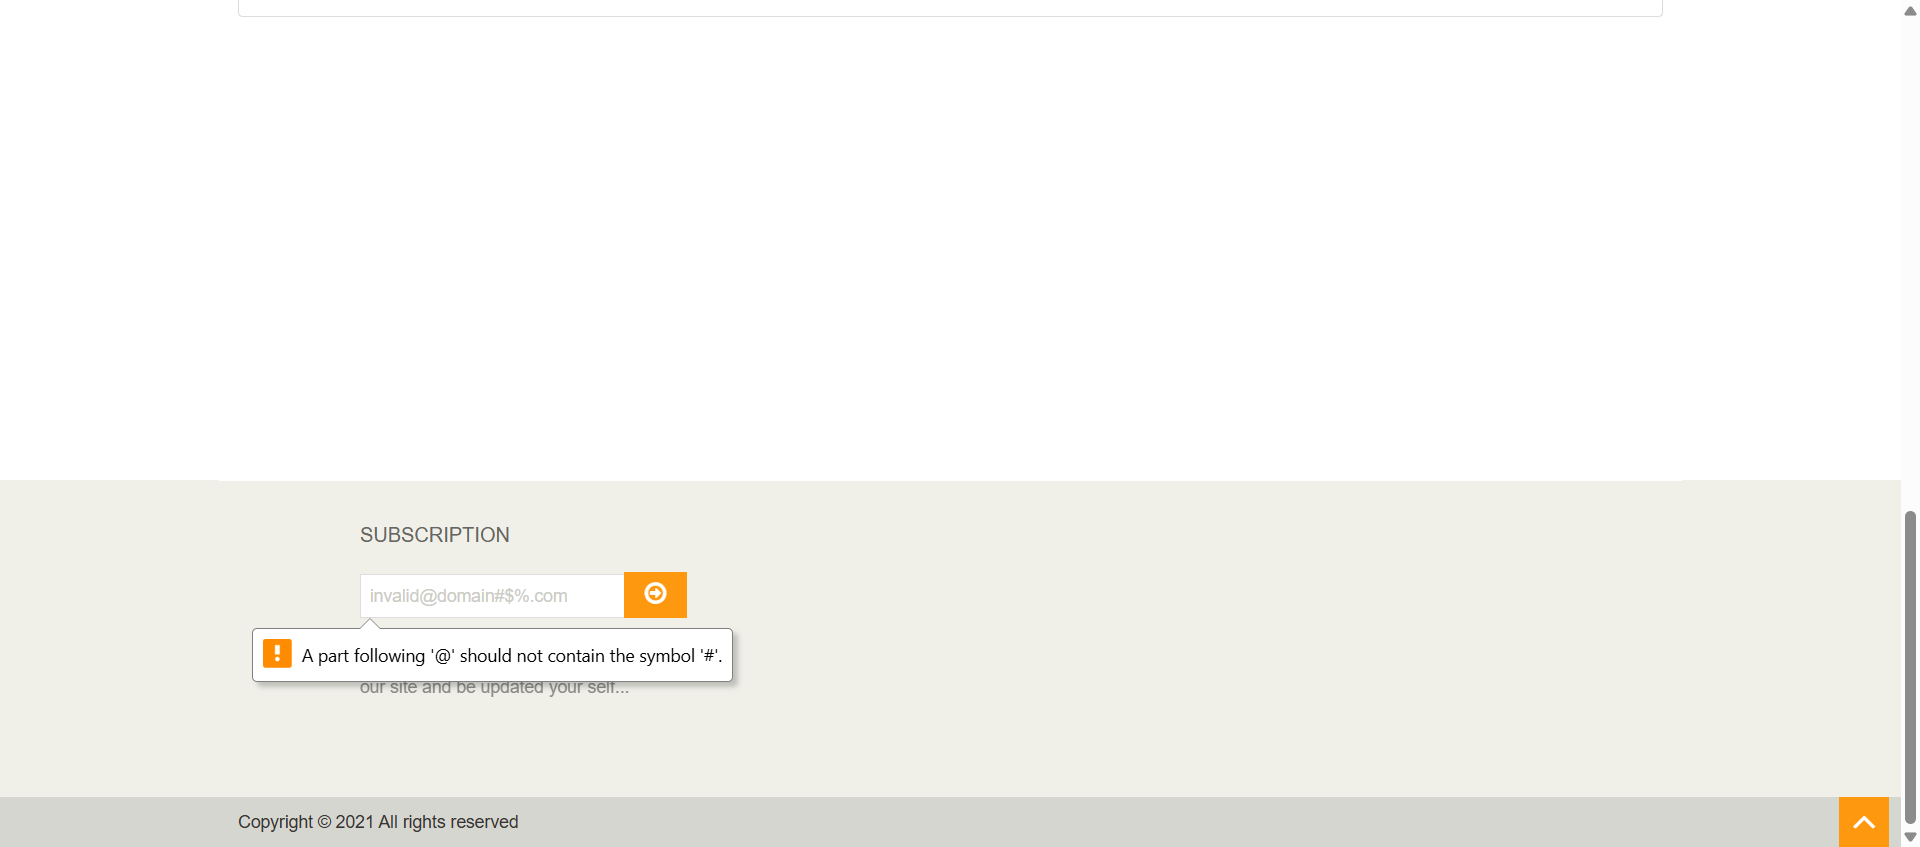 SUBSCRIPTION
invalid@domain#$%.com
A part following '@' should not contain the symbol '#'.
our site and be updated your self...
Copyright © 2021 All rights reserved